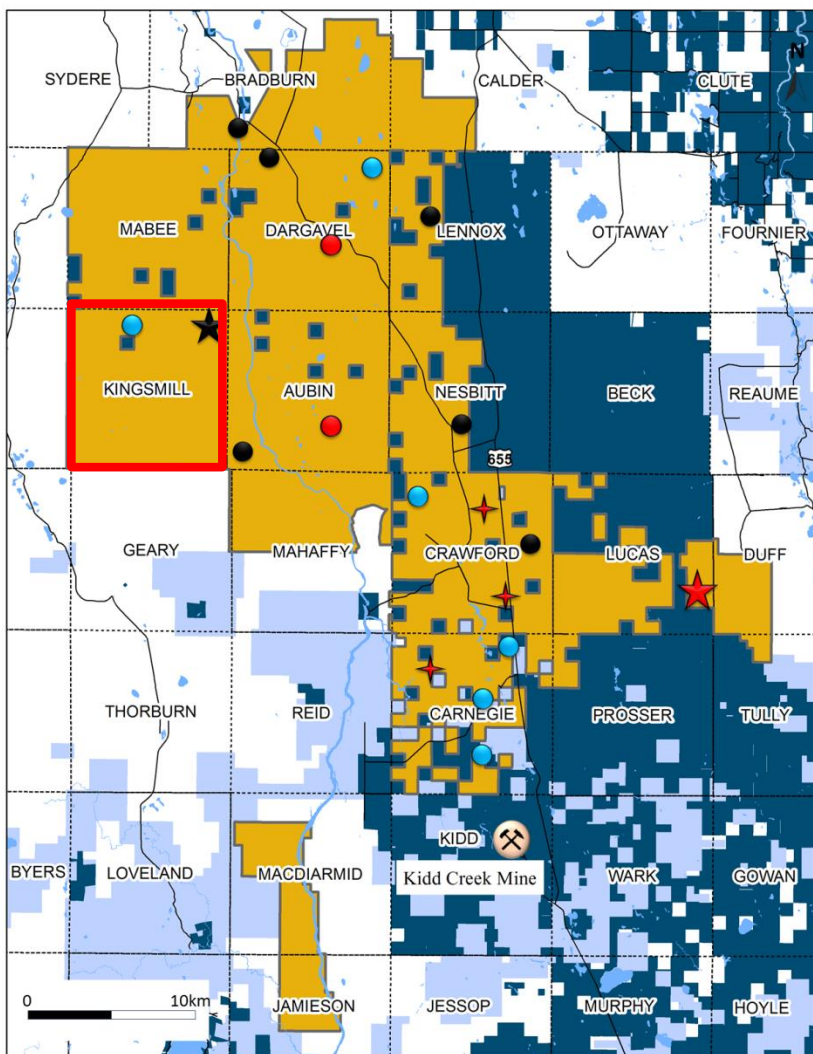 N
SYDERE
BRADBURN
CALDER
CLUTE
MABEE
DARGAVEL
LENNOX
OTTAWAY
FOURNIER
KINGSMILL
AUBIN
NESBITT
BECK
REAUME
655
GEARY
MAHAFFY
CRAWFORD
LUCAS
DUFF
THORBURN
REID
CARNEGIE
PROSSER
TULLY
KIDD
BYERS
LOVELAND
MACDIARMID
Kidd Creek Mine
WARK
GOWAN
0 10km
JAMIESON
JESSOP
MURPHY
HOYLE